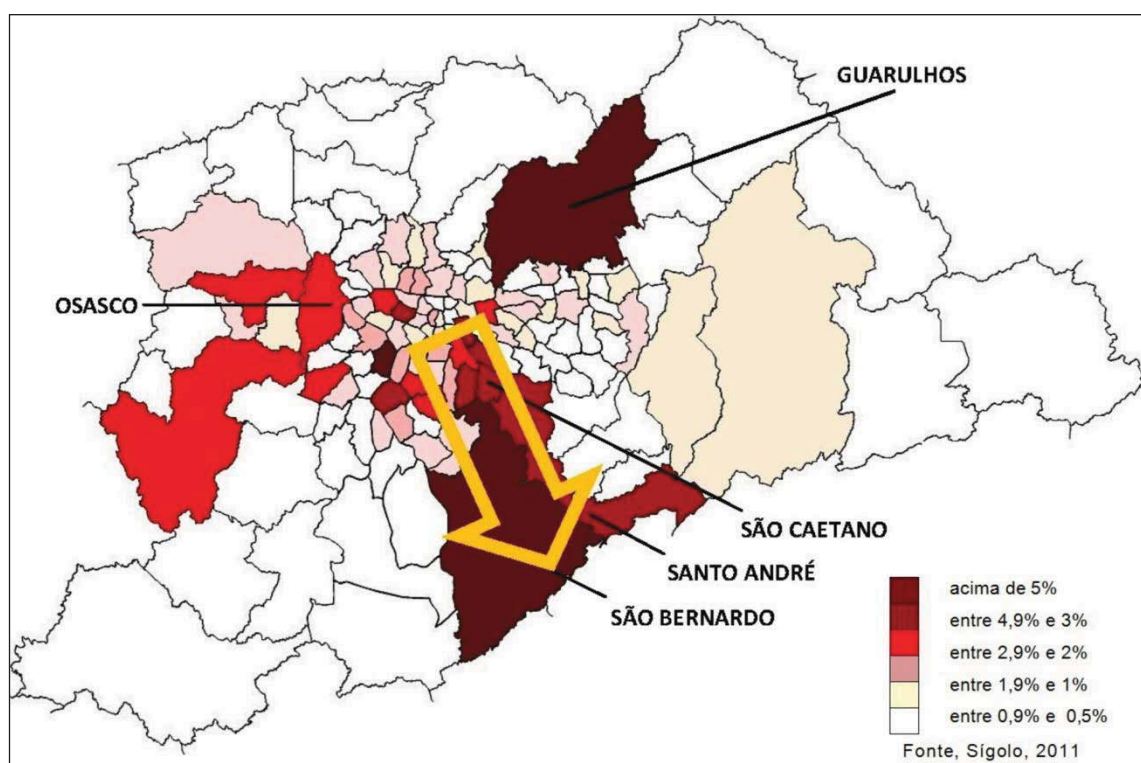 GUARULHOS
OSASCO
SÃO CAETANO
SANTO ANDRÉ
SÃO BERNARDO
acima de 5%
entre 4,9% e 3%
entre 2,9% e 2%
entre 1,9% e 1%
entre 0,9% e 0,5%
Fonte, Sígolo, 2011